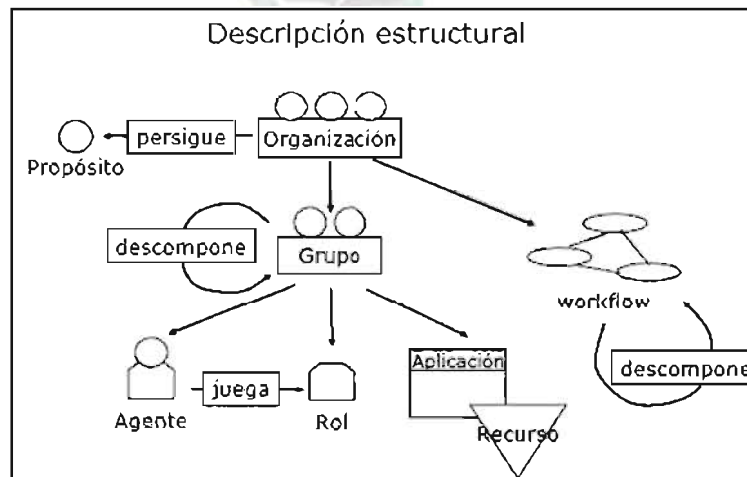 Descripción estructural
persigue
Organización
Propósito
descompone
Grupo
workflow
Aplicación
descompone
juega
Agente
Rol
Recurso